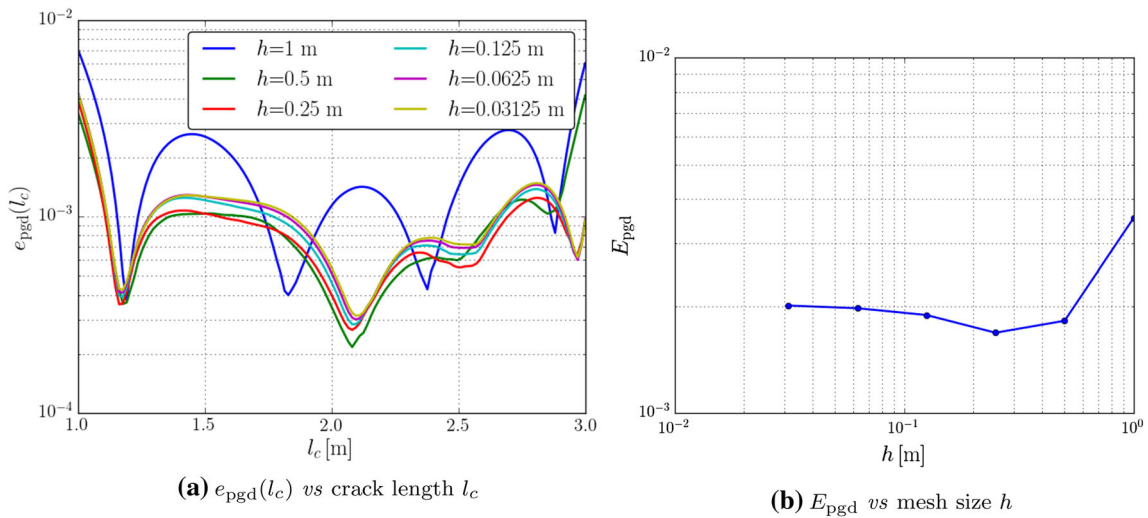 10⁻²
10⁻³
10⁻⁴
e_pgd(l_c)
h=1 m
h=0.5 m
h=0.25 m
h=0.125 m
h=0.0625 m
h=0.03125 m
1.0 1.5 2.0 2.5 3.0
l_c [m]
(a) e_pgd(l_c) vs crack length l_c
10⁻²
10⁻³
E_pgd
10⁻² 10⁻¹ 10⁰
h [m]
(b) E_pgd vs mesh size h